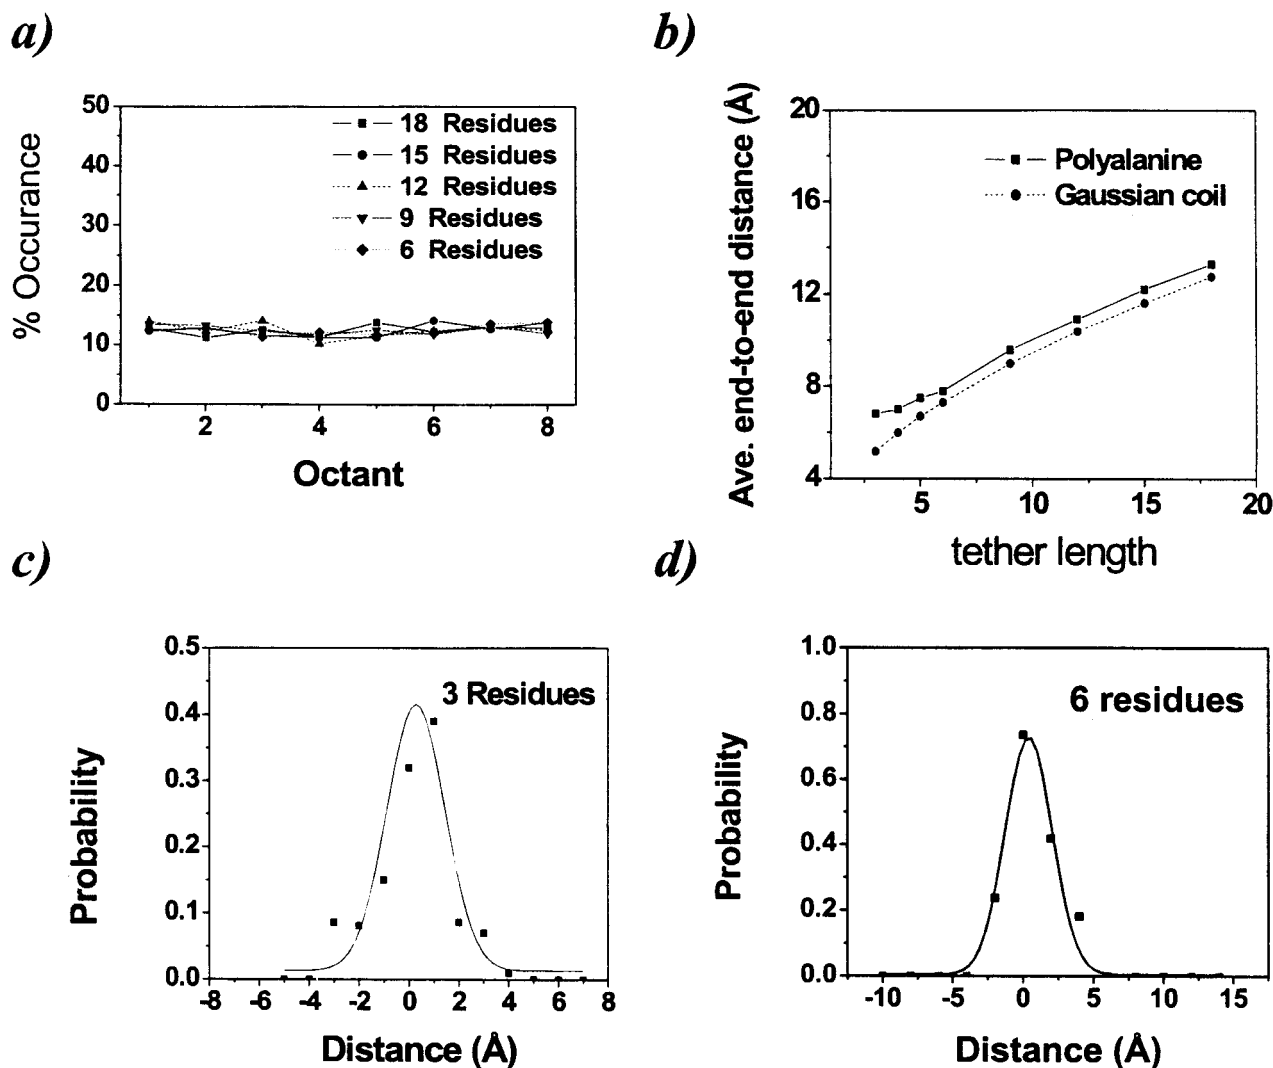 a)
50
40
30
20
10
0
% Occurance
18 Residues
15 Residues
12 Residues
9 Residues
6 Residues
2 4 6 8
Octant
b)
20
16
12
8
4
Ave. end-to-end distance (Å)
Polyalanine
Gaussian coil
5 10 15 20
tether length
c)
0.5
0.4
0.3
0.2
0.1
0.0
Probability
3 Residues
-8 -6 -4 -2 0 2 4 6 8
Distance (Å)
d)
1.0
0.8
0.6
0.4
0.2
0.0
Probability
6 residues
-10 -5 0 5 10 15
Distance (Å)